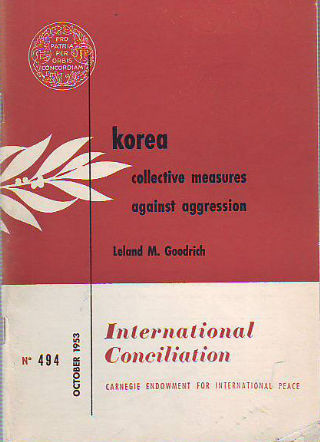 PRO
PATRIA
PER
ORBIS
CONCORDIAM
korea
collective measures
against aggression
Leland M. Goodrich
N° 494
OCTOBER 1953
International
Conciliation
CARNEGIE ENDOWMENT FOR INTERNATIONAL PEACE